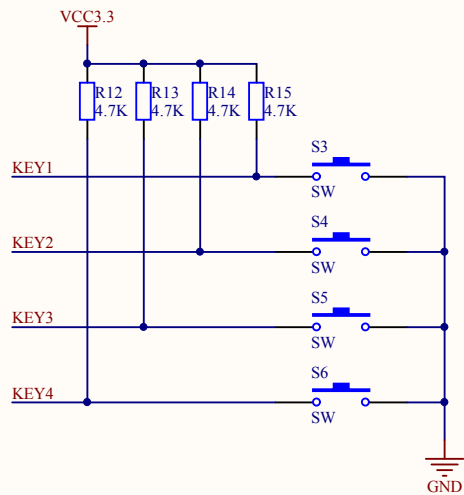 VCC3.3
R12 R13 R14 R15
4.7K 4.7K 4.7K 4.7K
S3
KEY1
SW
S4
KEY2
SW
S5
KEY3
SW
S6
KEY4
SW
GND